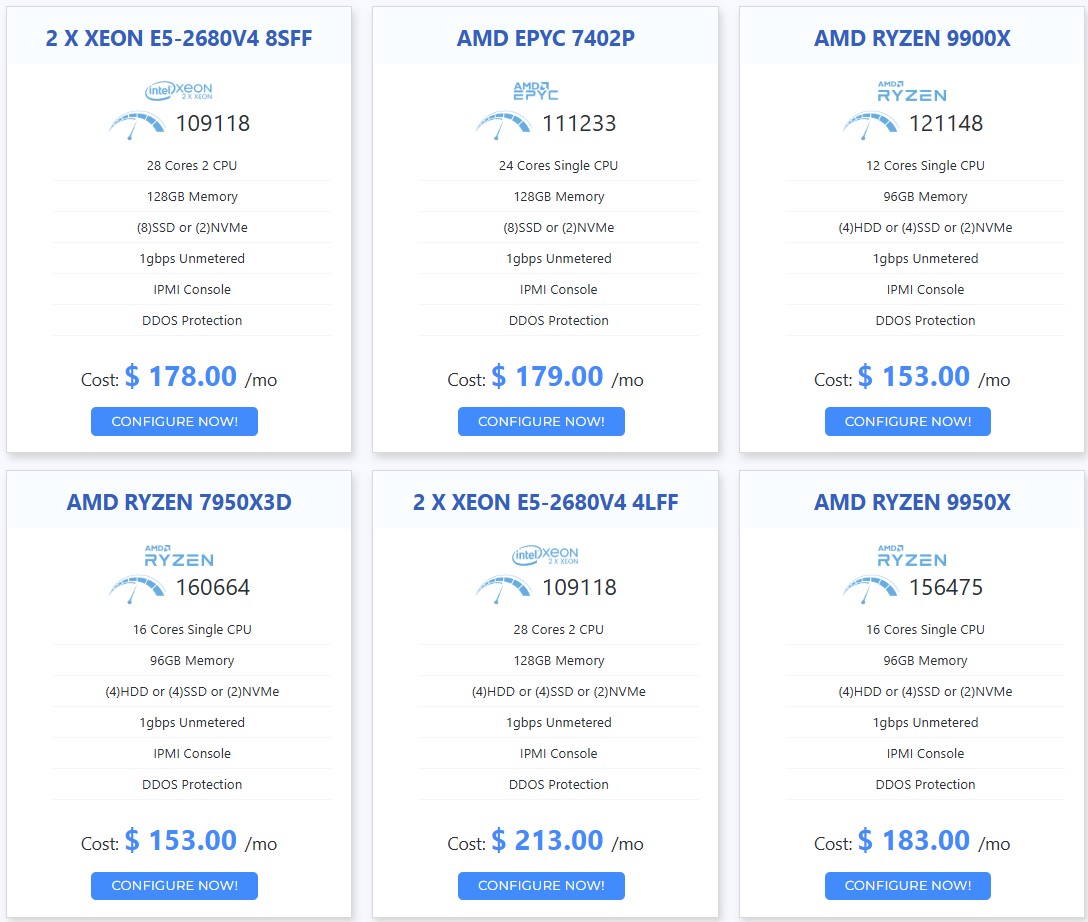 2 X XEON E5-2680V4 8SFF
intel XEON
2 X XEON
109118
28 Cores 2 CPU
128GB Memory
(8)SSD or (2)NVMe
1gbps Unmetered
IPMI Console
DDOS Protection
Cost: $ 178.00 /mo
CONFIGURE NOW!
AMD EPYC 7402P
AMD
EPYC
111233
24 Cores Single CPU
128GB Memory
(8)SSD or (2)NVMe
1gbps Unmetered
IPMI Console
DDOS Protection
Cost: $ 179.00 /mo
CONFIGURE NOW!
AMD RYZEN 9900X
AMD
RYZEN
121148
12 Cores Single CPU
96GB Memory
(4)HDD or (4)SSD or (2)NVMe
1gbps Unmetered
IPMI Console
DDOS Protection
Cost: $ 153.00 /mo
CONFIGURE NOW!
AMD RYZEN 7950X3D
AMD
RYZEN
160664
16 Cores Single CPU
96GB Memory
(4)HDD or (4)SSD or (2)NVMe
1gbps Unmetered
IPMI Console
DDOS Protection
Cost: $ 153.00 /mo
CONFIGURE NOW!
2 X XEON E5-2680V4 4LFF
intel XEON
2 X XEON
109118
28 Cores 2 CPU
128GB Memory
(4)HDD or (4)SSD or (2)NVMe
1gbps Unmetered
IPMI Console
DDOS Protection
Cost: $ 213.00 /mo
CONFIGURE NOW!
AMD RYZEN 9950X
AMD
RYZEN
156475
16 Cores Single CPU
96GB Memory
(4)HDD or (4)SSD or (2)NVMe
1gbps Unmetered
IPMI Console
DDOS Protection
Cost: $ 183.00 /mo
CONFIGURE NOW!